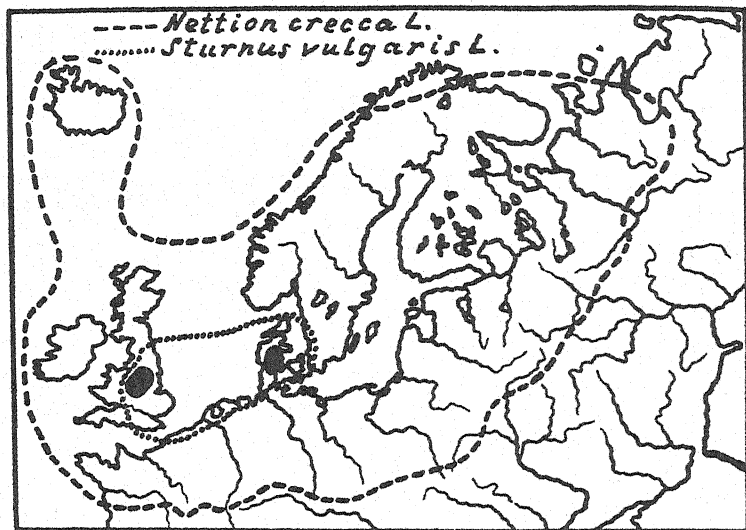 ---- Nettion crecca L.
........ Sturnus vulgaris L.